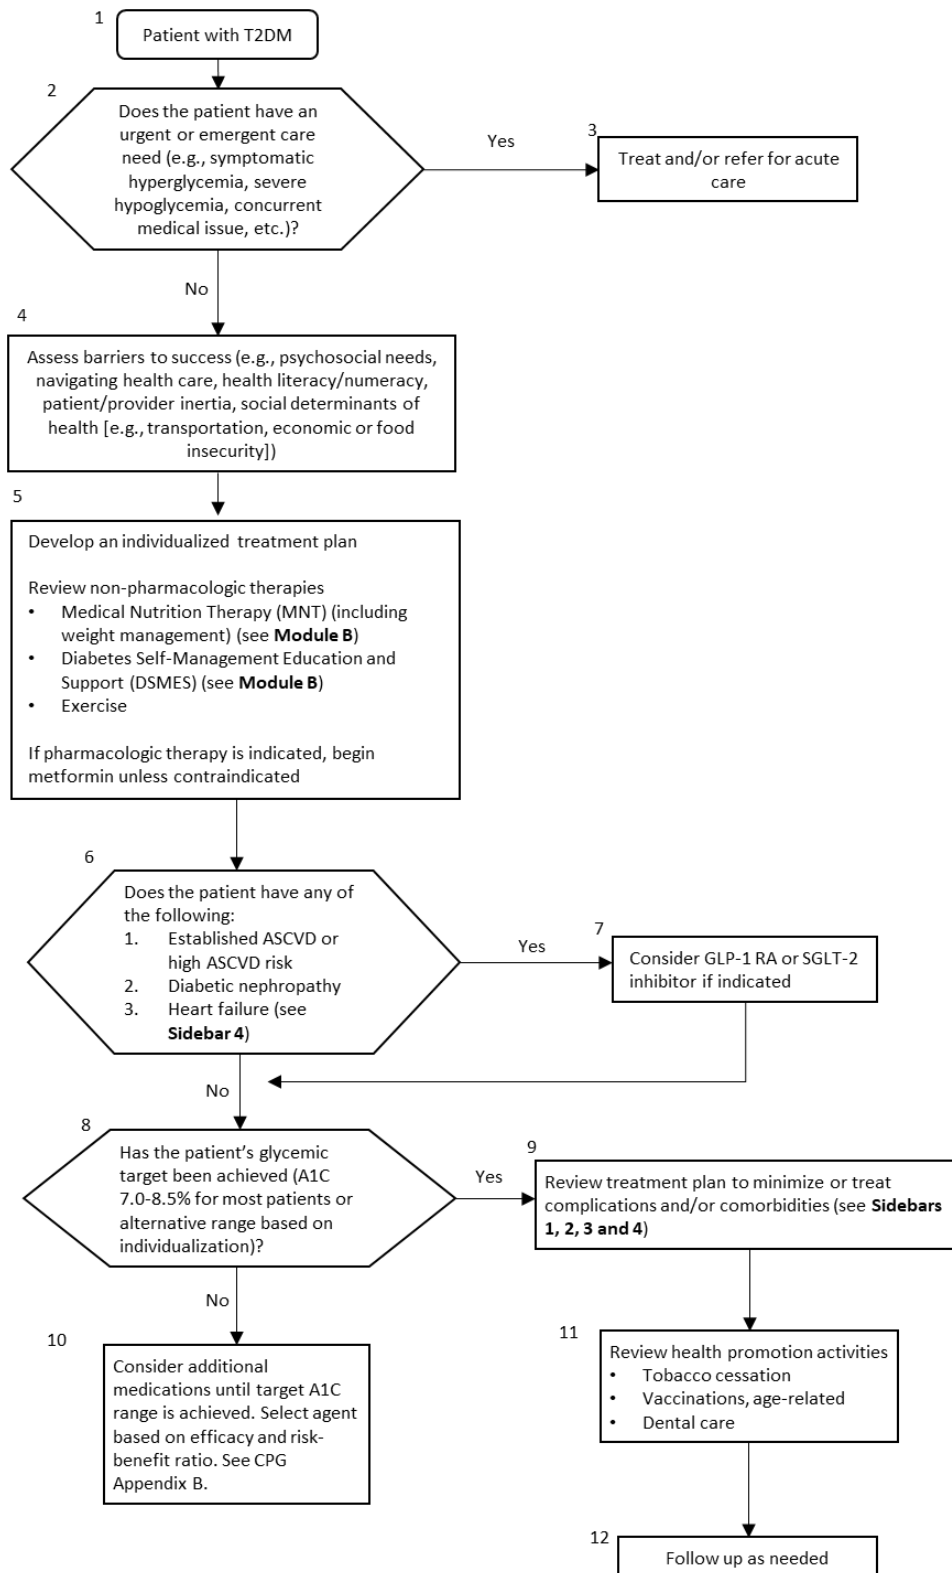 1
Patient with T2DM
2
Does the patient have an
urgent or emergent care
need (e.g., symptomatic
hyperglycemia, severe
hypoglycemia, concurrent
medical issue, etc.)?
Yes
3
Treat and/or refer for acute
care
No
4
Assess barriers to success (e.g., psychosocial needs,
navigating health care, health literacy/numeracy,
patient/provider inertia, social determinants of
health [e.g., transportation, economic or food
insecurity])
5
Develop an individualized treatment plan
Review non-pharmacologic therapies
• Medical Nutrition Therapy (MNT) (including
weight management) (see Module B)
• Diabetes Self-Management Education and
Support (DSMES) (see Module B)
• Exercise
If pharmacologic therapy is indicated, begin
metformin unless contraindicated
6
Does the patient have any of
the following:
1. Established ASCVD or
high ASCVD risk
2. Diabetic nephropathy
3. Heart failure (see
Sidebar 4)
Yes
7
Consider GLP-1 RA or SGLT-2
inhibitor if indicated
No
8
Has the patient's glycemic
target been achieved (A1C
7.0-8.5% for most patients or
alternative range based on
individualization)?
Yes
9
Review treatment plan to minimize or treat
complications and/or comorbidities (see Sidebars
1, 2, 3 and 4)
No
10
Consider additional
medications until target A1C
range is achieved. Select agent
based on efficacy and risk-
benefit ratio. See CPG
Appendix B.
11
Review health promotion activities
• Tobacco cessation
• Vaccinations, age-related
• Dental care
12
Follow up as needed